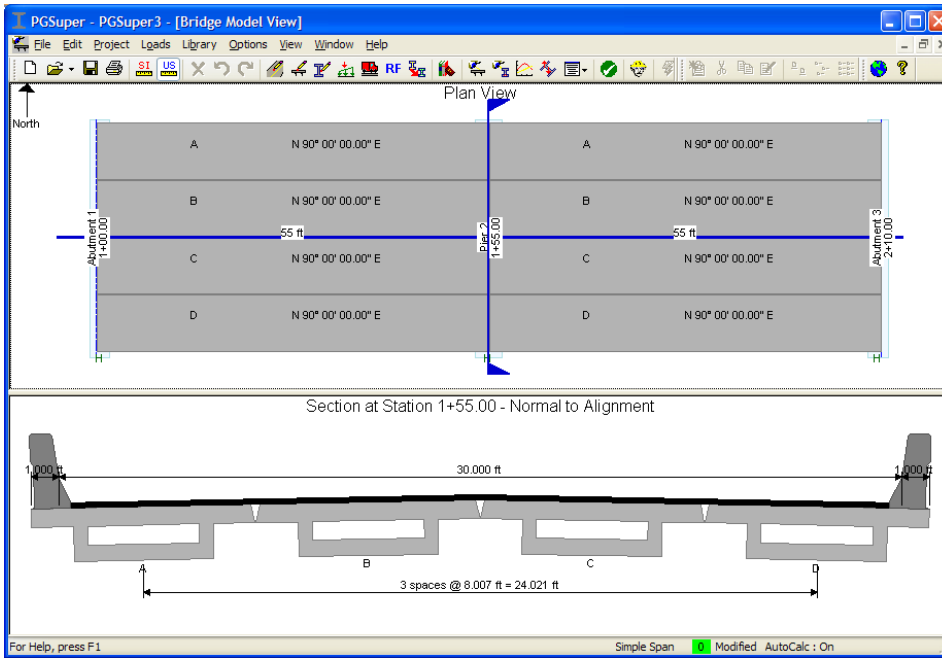 PGSuper - PGSuper3 - [Bridge Model View]
File Edit Project Loads Library Options View Window Help
SI US RF
Plan View
North
A N 90° 00' 00.00" E A N 90° 00' 00.00" E
B N 90° 00' 00.00" E B N 90° 00' 00.00" E
Abutment 1
1+00.00
55 ft
Pier 2
1+55.00
55 ft
Abutment 3
2+10.00
C N 90° 00' 00.00" E C N 90° 00' 00.00" E
D N 90° 00' 00.00" E D N 90° 00' 00.00" E
H H H
Section at Station 1+55.00 - Normal to Alignment
1.000 ft 30.000 ft 1.000 ft
A B C D
3 spaces @ 8.007 ft = 24.021 ft
For Help, press F1 Simple Span 0 Modified AutoCalc : On